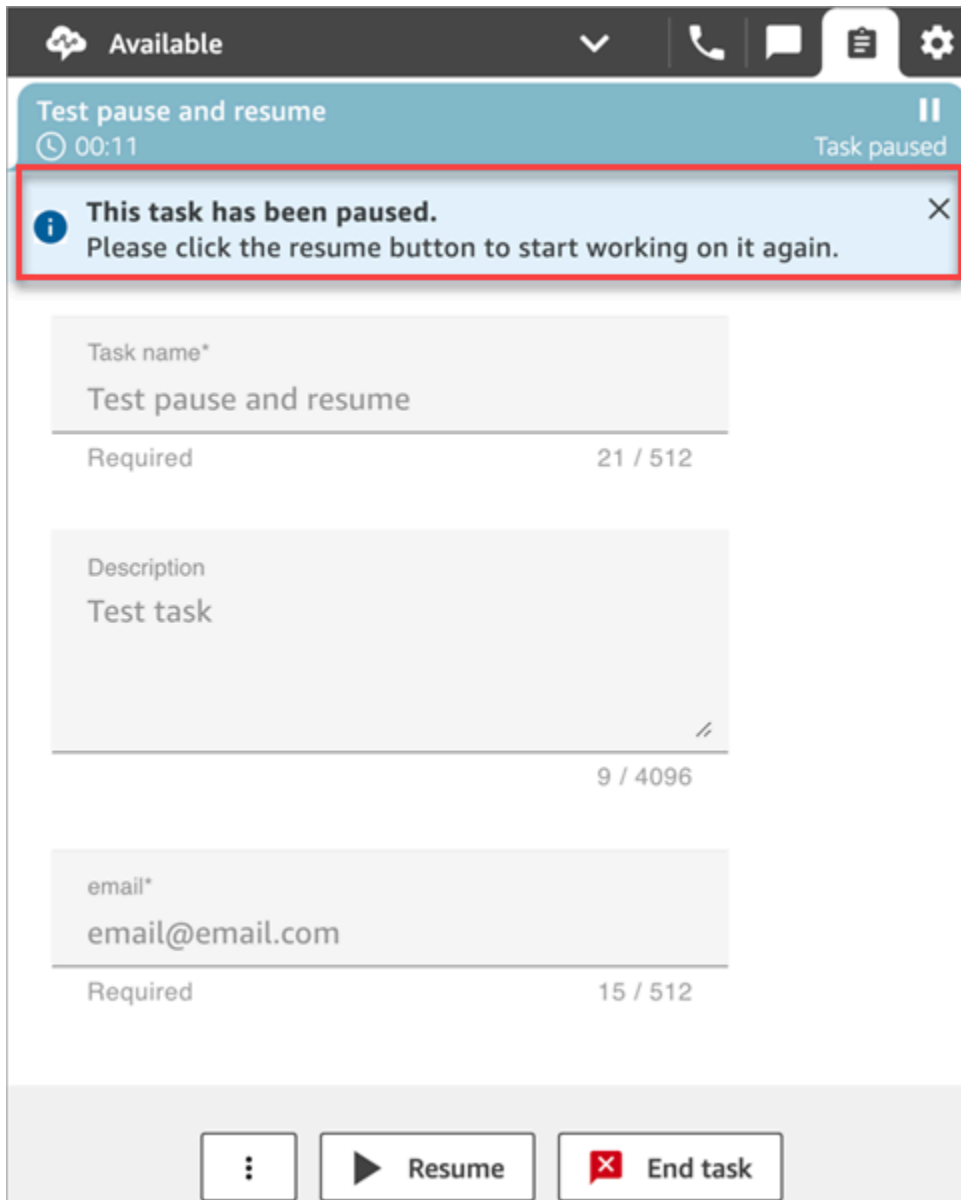 Available
Test pause and resume
00:11
Task paused
This task has been paused.
Please click the resume button to start working on it again.
Task name*
Test pause and resume
Required
21 / 512
Description
Test task
9 / 4096
email*
email@email.com
Required
15 / 512
Resume
End task